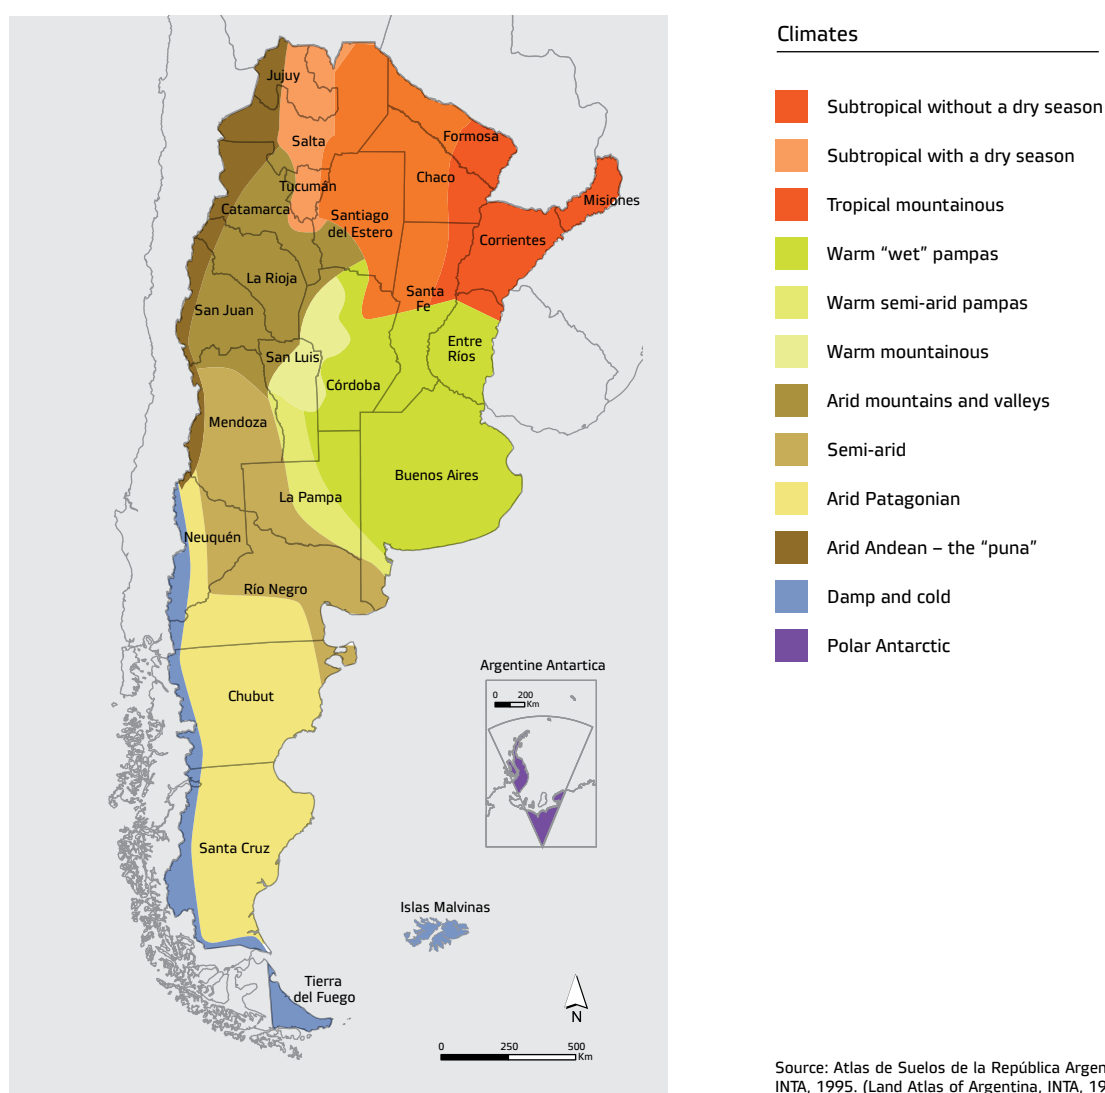 Climates
Subtropical without a dry season
Subtropical with a dry season
Tropical mountainous
Warm “wet” pampas
Warm semi-arid pampas
Warm mountainous
Arid mountains and valleys
Semi-arid
Arid Patagonian
Arid Andean – the “puna”
Damp and cold
Polar Antarctic
Jujuy
Formosa
Salta
Chaco
Tucumán
Misiones
Catamarca
Santiago
del Estero
Corrientes
La Rioja
Santa
Fe
San Juan
Entre
Ríos
San Luis
Córdoba
Mendoza
Buenos Aires
La Pampa
Neuquén
Río Negro
Argentine Antartica
0 200
Km
Chubut
Santa Cruz
Islas Malvinas
Tierra
del Fuego
N
0 250 500
Km
Source: Atlas de Suelos de la República Argen
INTA, 1995. (Land Atlas of Argentina, INTA, 19